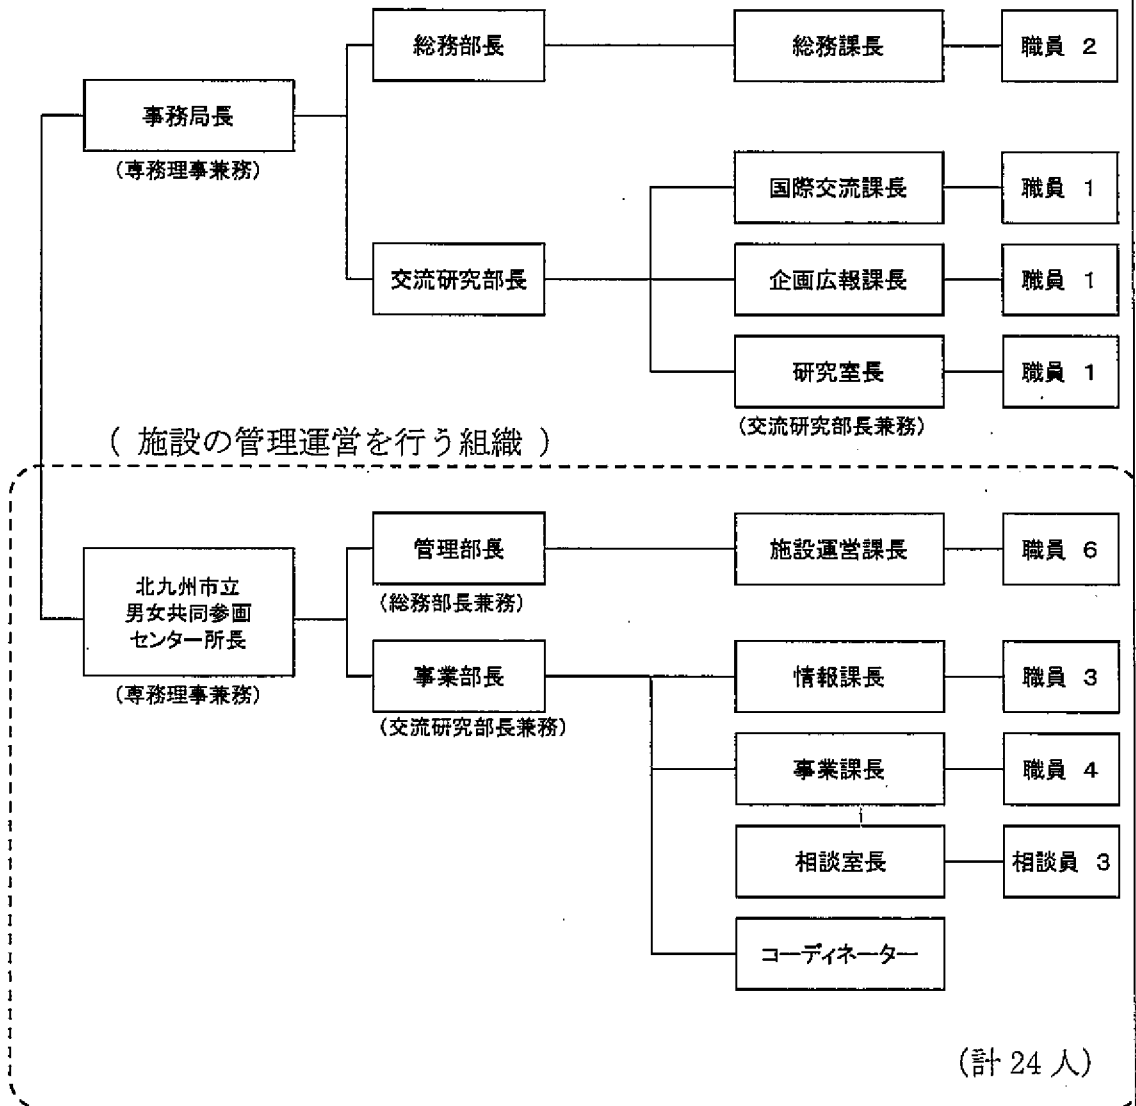 総務部長
総務課長
職員 2
事務局長
(専務理事兼務)
国際交流課長
職員 1
交流研究部長
企画広報課長
職員 1
研究室長
職員 1
(交流研究部長兼務)
( 施設の管理運営を行う組織 )
管理部長
施設運営課長
職員 6
(総務部長兼務)
北九州市立
男女共同参画
センター所長
(専務理事兼務)
事業部長
情報課長
職員 3
(交流研究部長兼務)
事業課長
職員 4
相談室長
相談員 3
コーディネーター
(計 24 人)